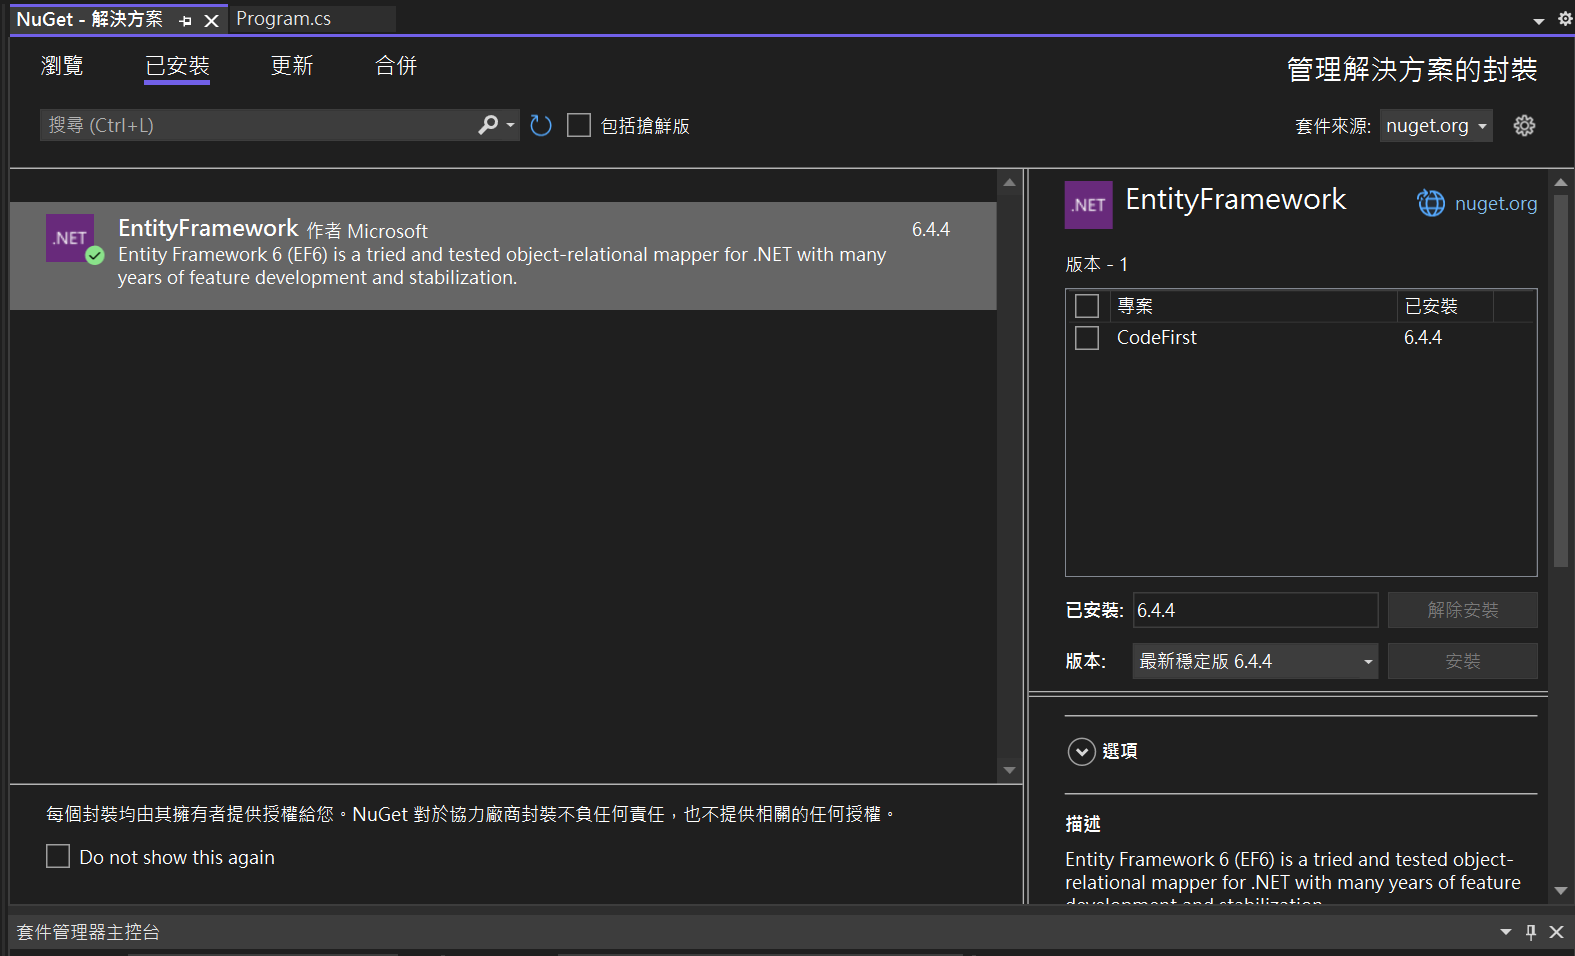 NuGet - 解決方案
Program.cs
瀏覽 已安裝 更新 合併
管理解決方案的封裝
搜尋 (Ctrl+L)
包括搶鮮版
套件來源: nuget.org
.NET
EntityFramework 作者 Microsoft
6.4.4
Entity Framework 6 (EF6) is a tried and tested object-relational mapper for .NET with many
years of feature development and stabilization.
每個封裝均由其擁有者提供授權給您。NuGet 對於協力廠商封裝不負任何責任，也不提供相關的任何授權。
Do not show this again
.NET
EntityFramework
nuget.org
版本 - 1
專案 已安裝
CodeFirst 6.4.4
已安裝: 6.4.4 解除安裝
版本: 最新穩定版 6.4.4 安裝
選項
描述
Entity Framework 6 (EF6) is a tried and tested object-
relational mapper for .NET with many years of feature
development and stabilization.
套件管理器主控台